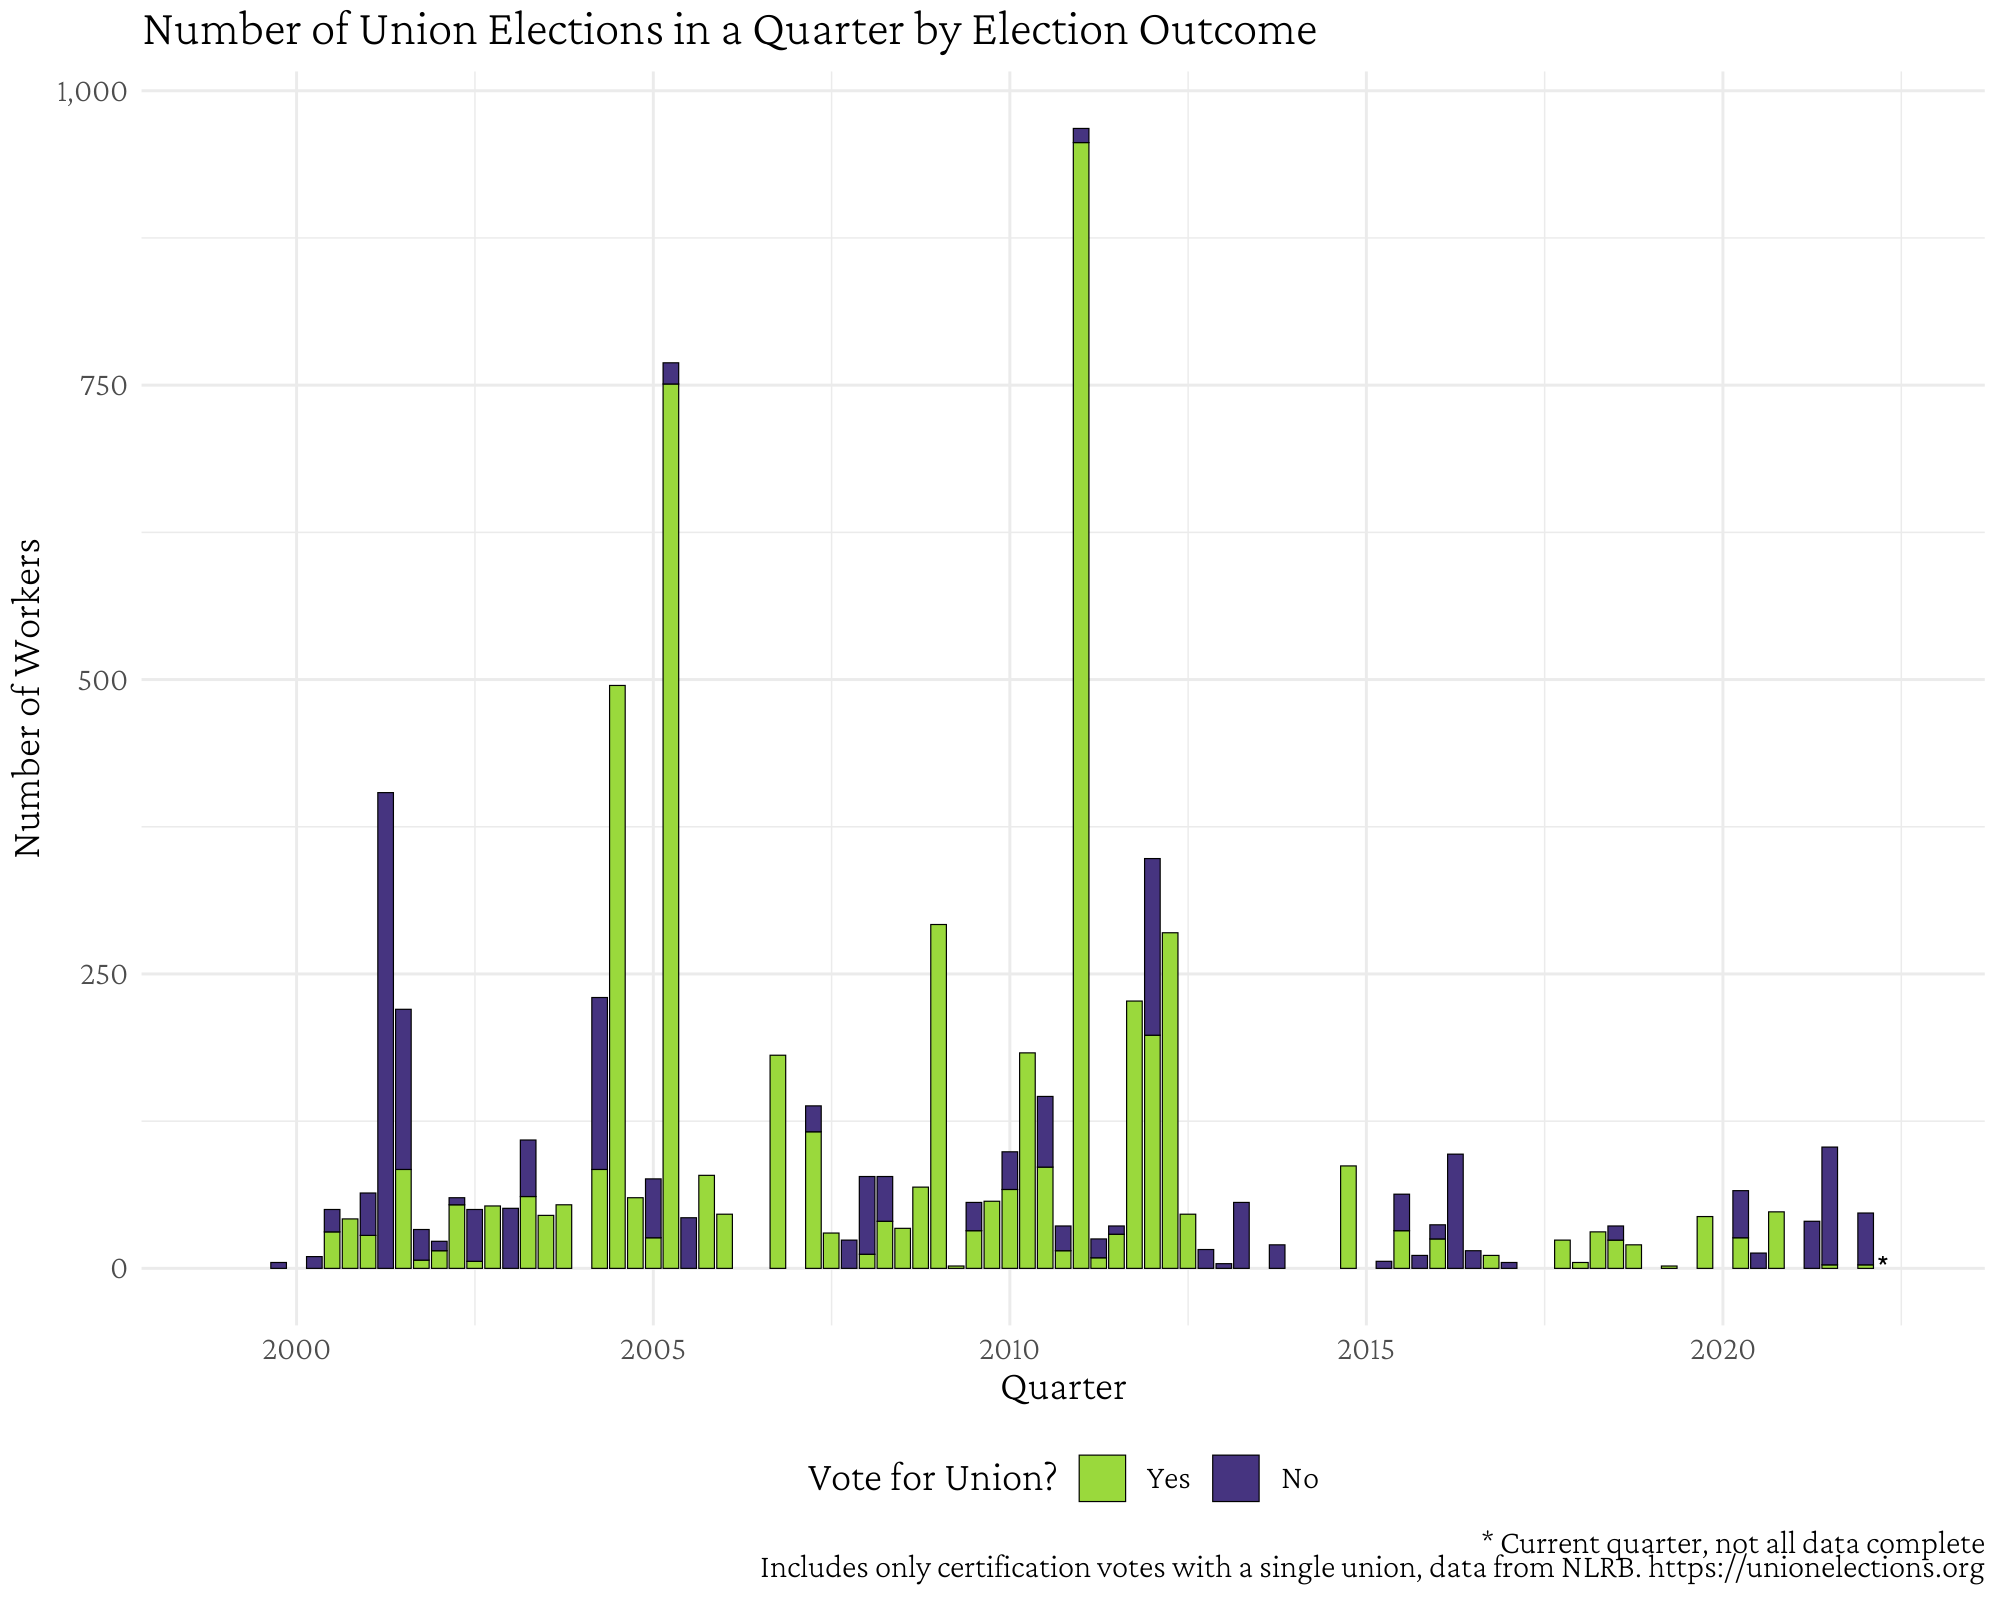 Number of Union Elections in a Quarter by Election Outcome
1,000
750
500
250
0
Number of Workers
*
2000 2005 2010 2015 2020
Quarter
Vote for Union? Yes No
* Current quarter, not all data complete
Includes only certification votes with a single union, data from NLRB. https://unionelections.org